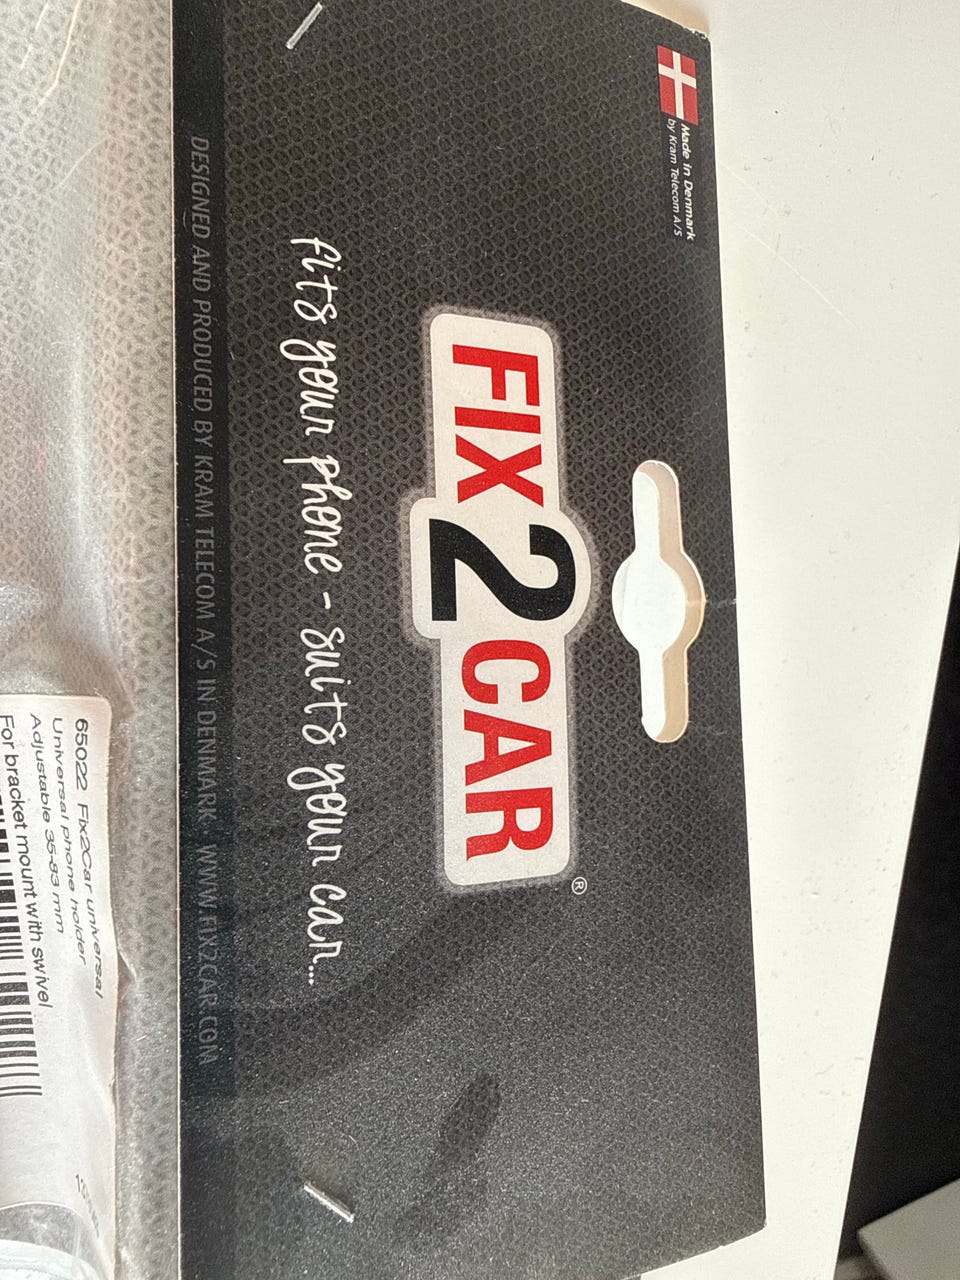 Made in Denmark
by Kram Telecom A/S
FIX2CAR®
fits your phone - suits your car...
DESIGNED AND PRODUCED BY KRAM TELECOM A/S IN DENMARK · WWW.FIX2CAR.COM
65022 Fix2Car universal
Universal phone holder
Adjustable 35-83 mm
For bracket mount with swivel